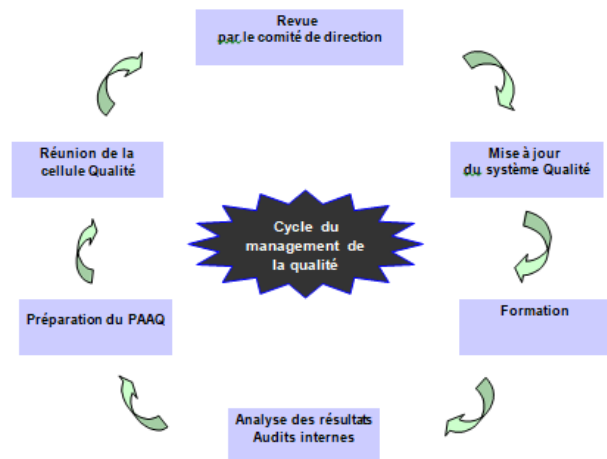 Revue
par le comité de direction
Réunion de la
cellule Qualité
Mise à jour
du système Qualité
Cycle du
management de
la qualité
Préparation du PAAQ
Formation
Analyse des résultats
Audits internes